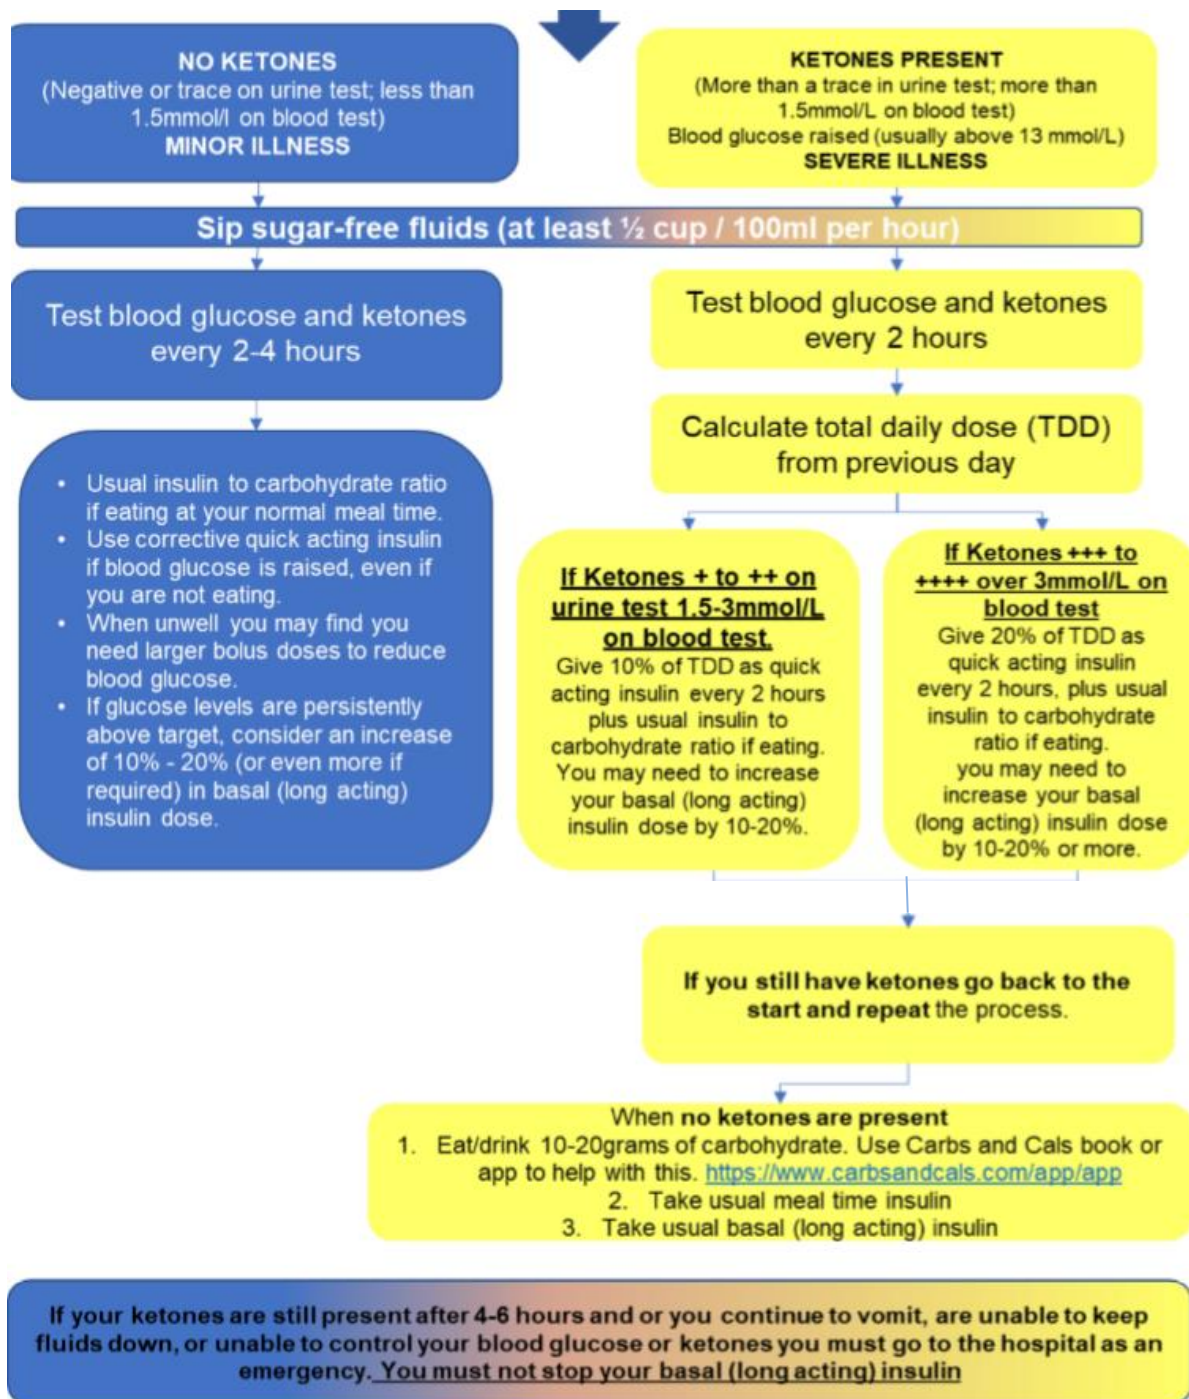 NO KETONES
(Negative or trace on urine test; less than
1.5mmol/l on blood test)
MINOR ILLNESS
KETONES PRESENT
(More than a trace in urine test; more than
1.5mmol/L on blood test)
Blood glucose raised (usually above 13 mmol/L)
SEVERE ILLNESS
Sip sugar-free fluids (at least ½ cup / 100ml per hour)
Test blood glucose and ketones
every 2-4 hours
Test blood glucose and ketones
every 2 hours
Calculate total daily dose (TDD)
from previous day
• Usual insulin to carbohydrate ratio
if eating at your normal meal time.
• Use corrective quick acting insulin
if blood glucose is raised, even if
you are not eating.
• When unwell you may find you
need larger bolus doses to reduce
blood glucose.
• If glucose levels are persistently
above target, consider an increase
of 10% - 20% (or even more if
required) in basal (long acting)
insulin dose.
If Ketones + to ++ on
urine test 1.5-3mmol/L
on blood test.
Give 10% of TDD as quick
acting insulin every 2 hours
plus usual insulin to
carbohydrate ratio if eating.
You may need to increase
your basal (long acting)
insulin dose by 10-20%.
If Ketones +++ to
++++ over 3mmol/L on
blood test
Give 20% of TDD as
quick acting insulin
every 2 hours, plus usual
insulin to carbohydrate
ratio if eating.
you may need to
increase your basal
(long acting) insulin dose
by 10-20% or more.
If you still have ketones go back to the
start and repeat the process.
When no ketones are present
1. Eat/drink 10-20grams of carbohydrate. Use Carbs and Cals book or
app to help with this. https://www.carbsandcals.com/app/app
2. Take usual meal time insulin
3. Take usual basal (long acting) insulin
If your ketones are still present after 4-6 hours and or you continue to vomit, are unable to keep
fluids down, or unable to control your blood glucose or ketones you must go to the hospital as an
emergency. You must not stop your basal (long acting) insulin